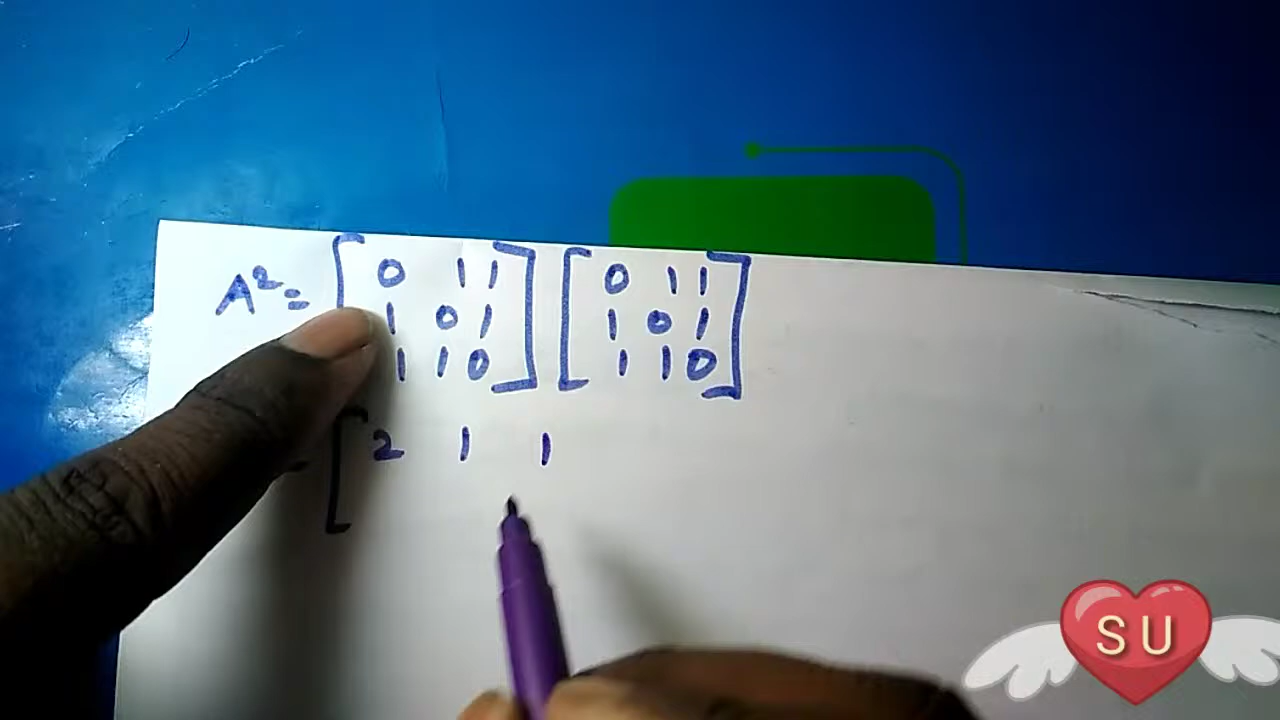 A²= [ 0 1 1 ] [ 0 1 1 ]
1 0 1 1 0 1
1 1 0 1 1 0
[ 2 1 1
SU